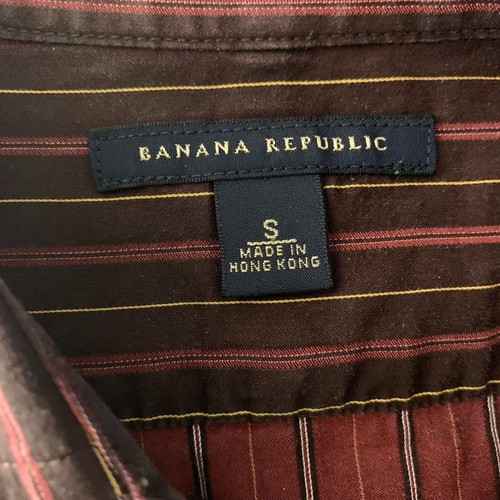 BANANA REPUBLIC
S
MADE IN
HONG KONG